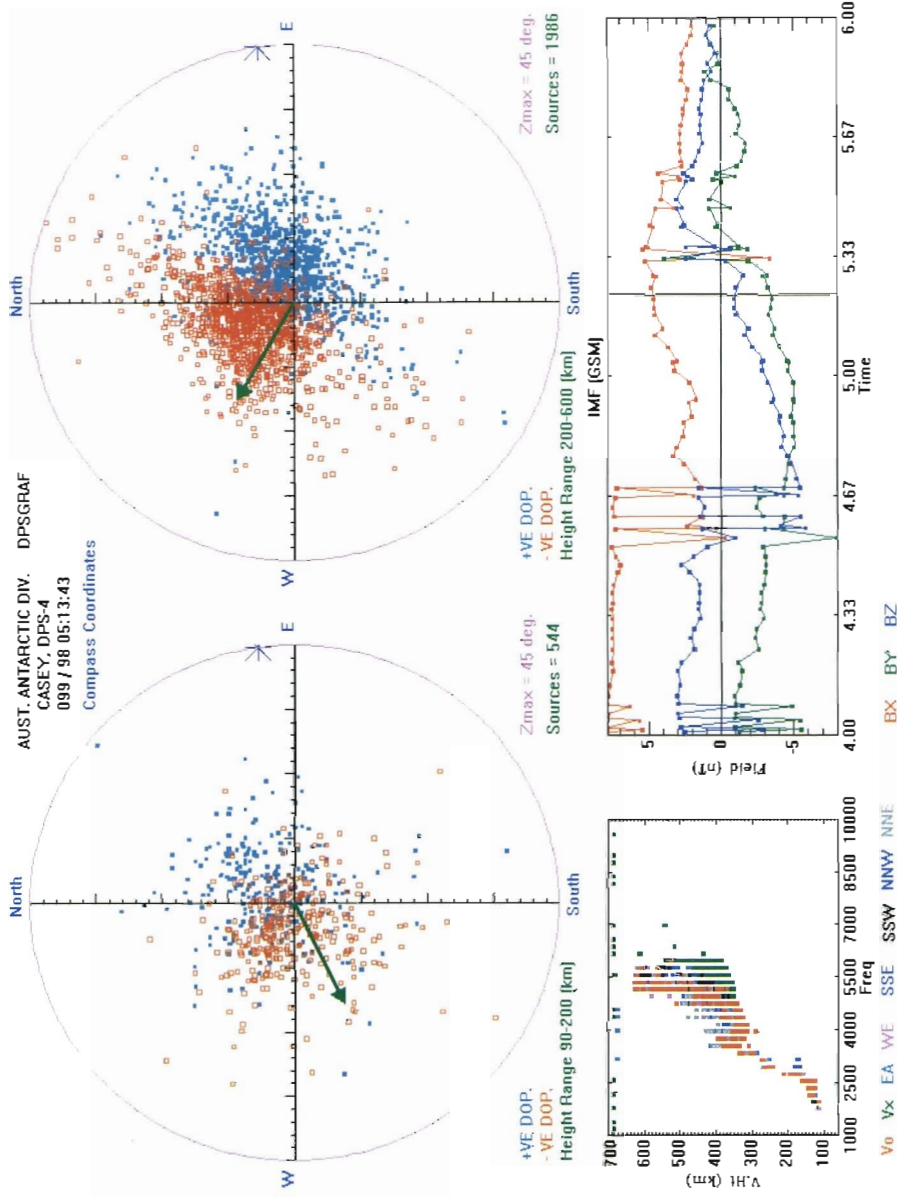 AUST. ANTARCTIC DIV. DPSGRAF
CASEY, DPS-4
099 / 98 05:13:43
Compass Coordinates
North
W
E
South
+VE DOP.
- VE DOP.
Height Range 90-200 (km)
Zmax = 45 deg.
Sources = 544
North
W
E
South
+VE DOP.
- VE DOP.
Height Range 200-600 (km)
Zmax = 45 deg.
Sources = 1986
V.Ht (km)
700
600
500
400
300
200
100
1000 2500 4000 5500 7000 8500 10000
Freq
Vo Vx EA WE SSE SSW NNW NNE
IMF [GSM]
Field (nT)
5
0
-5
4.00 4.33 4.67 5.00 5.33 5.67 6.00
Time
BX BY BZ